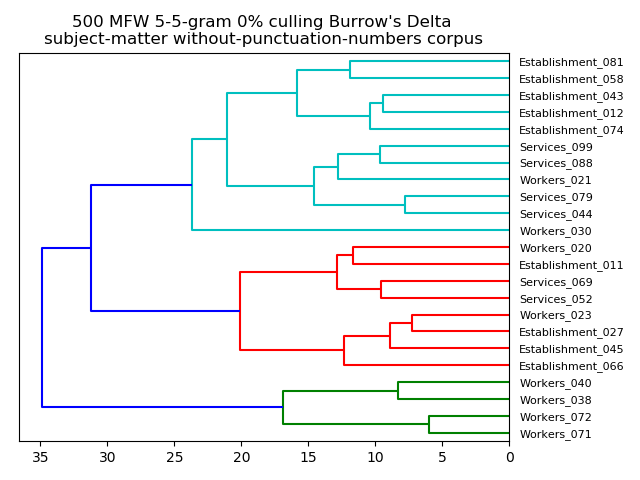 500 MFW 5-5-gram 0% culling Burrow's Delta
subject-matter without-punctuation-numbers corpus
Establishment_081
Establishment_058
Establishment_043
Establishment_012
Establishment_074
Services_099
Services_088
Workers_021
Services_079
Services_044
Workers_030
Workers_020
Establishment_011
Services_069
Services_052
Workers_023
Establishment_027
Establishment_045
Establishment_066
Workers_040
Workers_038
Workers_072
Workers_071
35 30 25 20 15 10 5 0